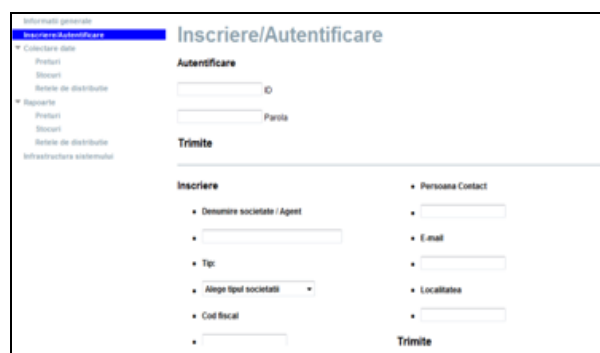 Informatii generale
Inscriere/Autentificare
Colectare date
Preturi
Stocuri
Retele de distributie
Rapoarte
Preturi
Stocuri
Retele de distributie
Infrastructura sistemului
Inscriere/Autentificare
Autentificare
ID
Parola
Trimite
Inscriere
Denumire societate / Agent
Tip:
Alege tipul societatii
Cod fiscal
Persoana Contact
E-mail
Localitatea
Trimite